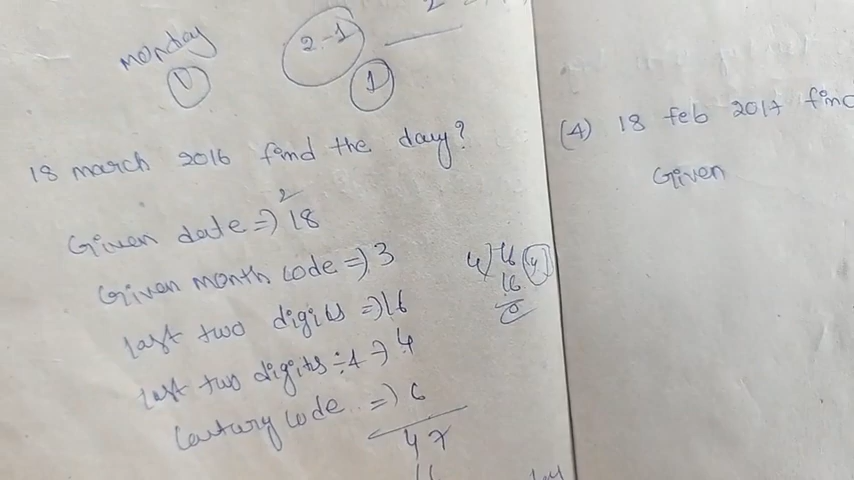 monday
2-1
1
18 march 2016 find the day?
2
Given date => 18
Given month code => 3
last two digits => 16
last two digits ÷ 4 => 4
Centuary code => 6
47
4) 16 (4
16
0
(4) 18 feb 2017 find
Given